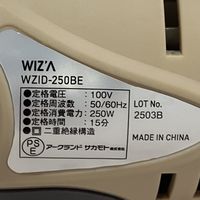 WIZ'A
WZID-250BE
●定格電圧：100V
●定格周波数：50/60Hz
●定格消費電力：250W
●定格時間：15分
●回二重絶縁構造
PS
E
アークランドサカモト株式会社
LOT No.
2503B
MADE IN CHINA